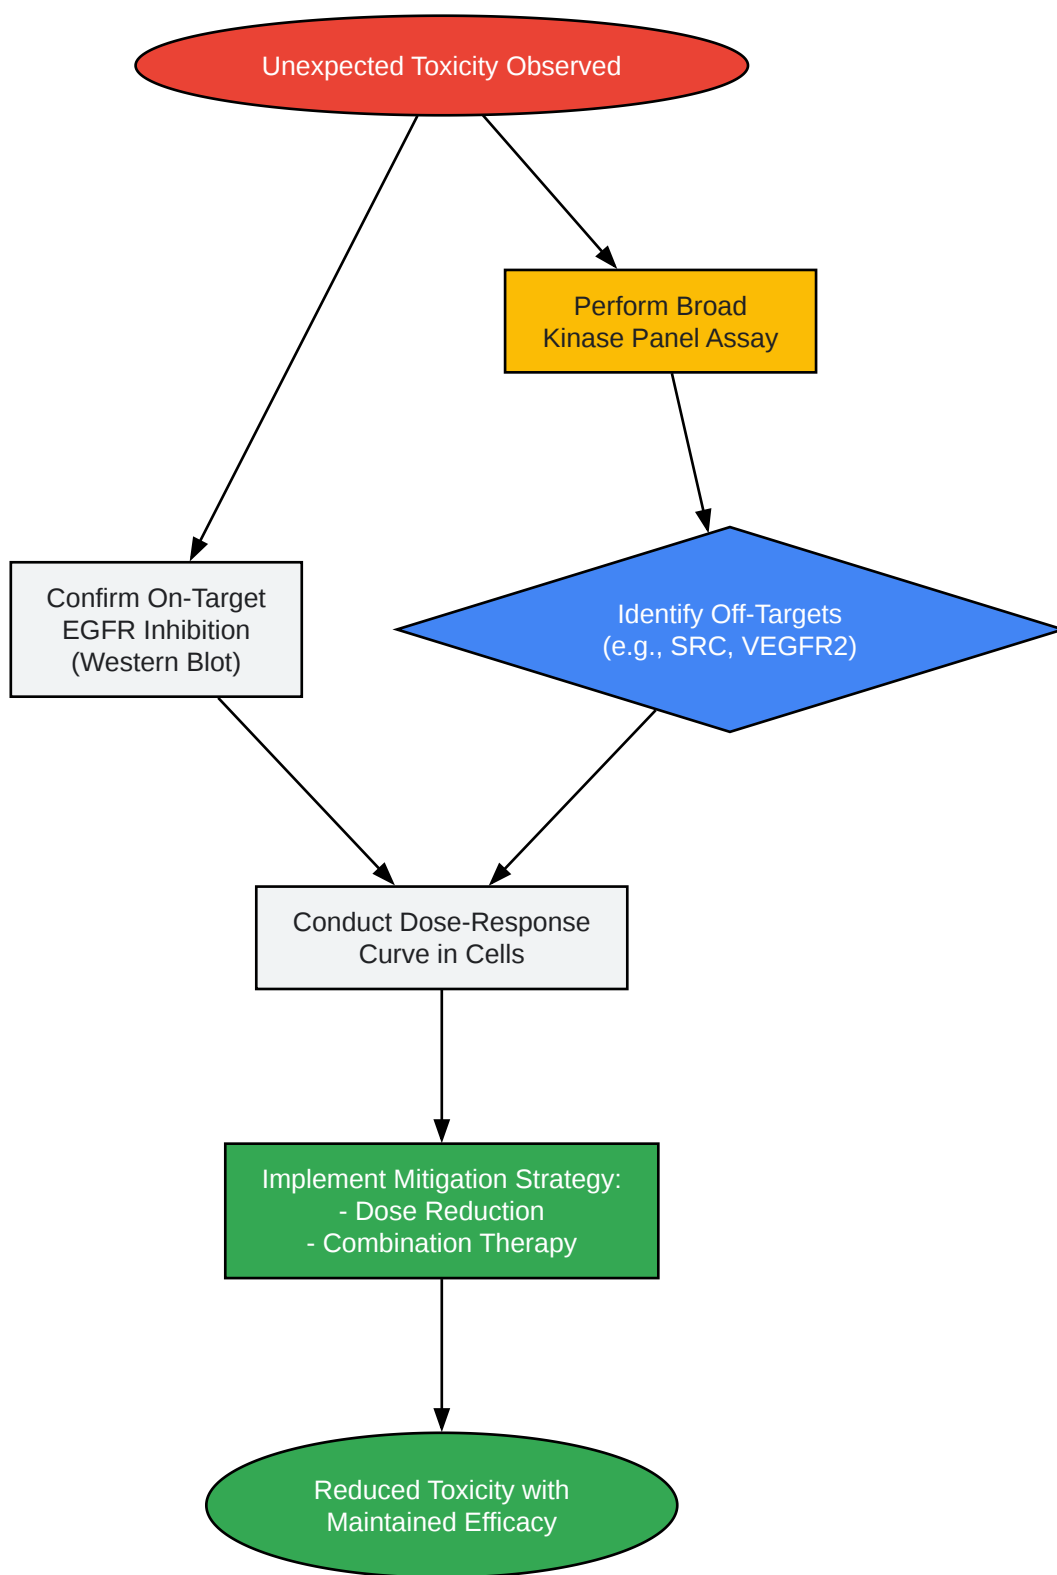 Unexpected Toxicity Observed
Perform Broad
Kinase Panel Assay
Confirm On-Target
EGFR Inhibition
(Western Blot)
Identify Off-Targets
(e.g., SRC, VEGFR2)
Conduct Dose-Response
Curve in Cells
Implement Mitigation Strategy:
- Dose Reduction
- Combination Therapy
Reduced Toxicity with
Maintained Efficacy